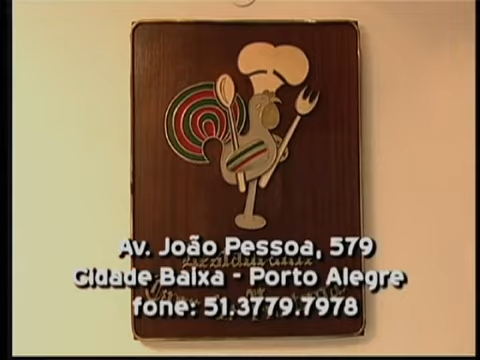 Av. João Pessoa, 579
Cidade Baixa - Porto Alegre
fone: 51.3779.7978